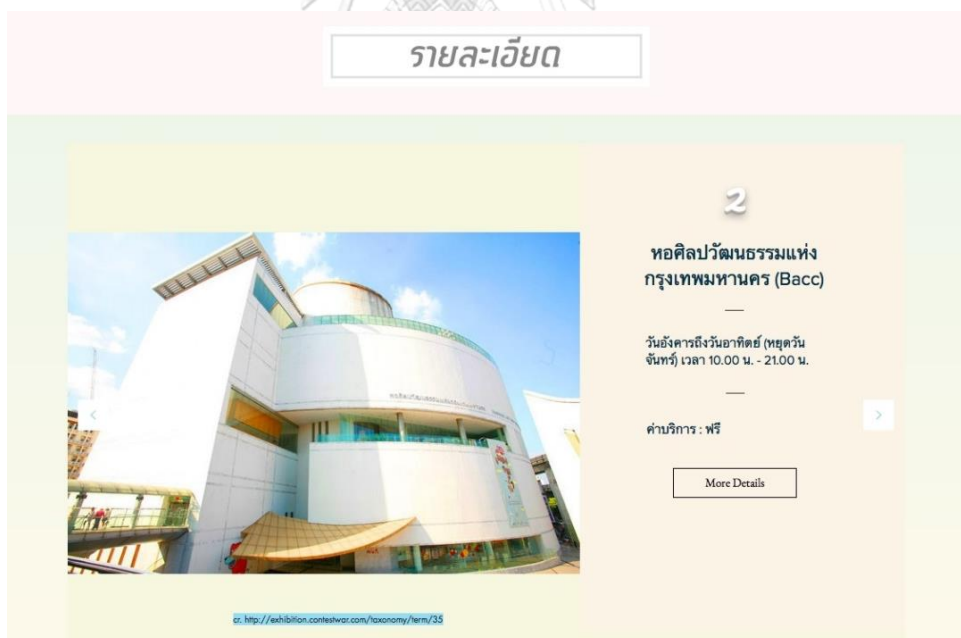 รายละเอียด
2
หอศิลปวัฒนธรรมแห่ง
กรุงเทพมหานคร (Bacc)
วันอังคารถึงวันอาทิตย์ (หยุดวัน
จันทร์) เวลา 10.00 น. - 21.00 น.
ค่าบริการ : ฟรี
More Details
cr. http://exhibition.contestwar.com/taxonomy/term/35